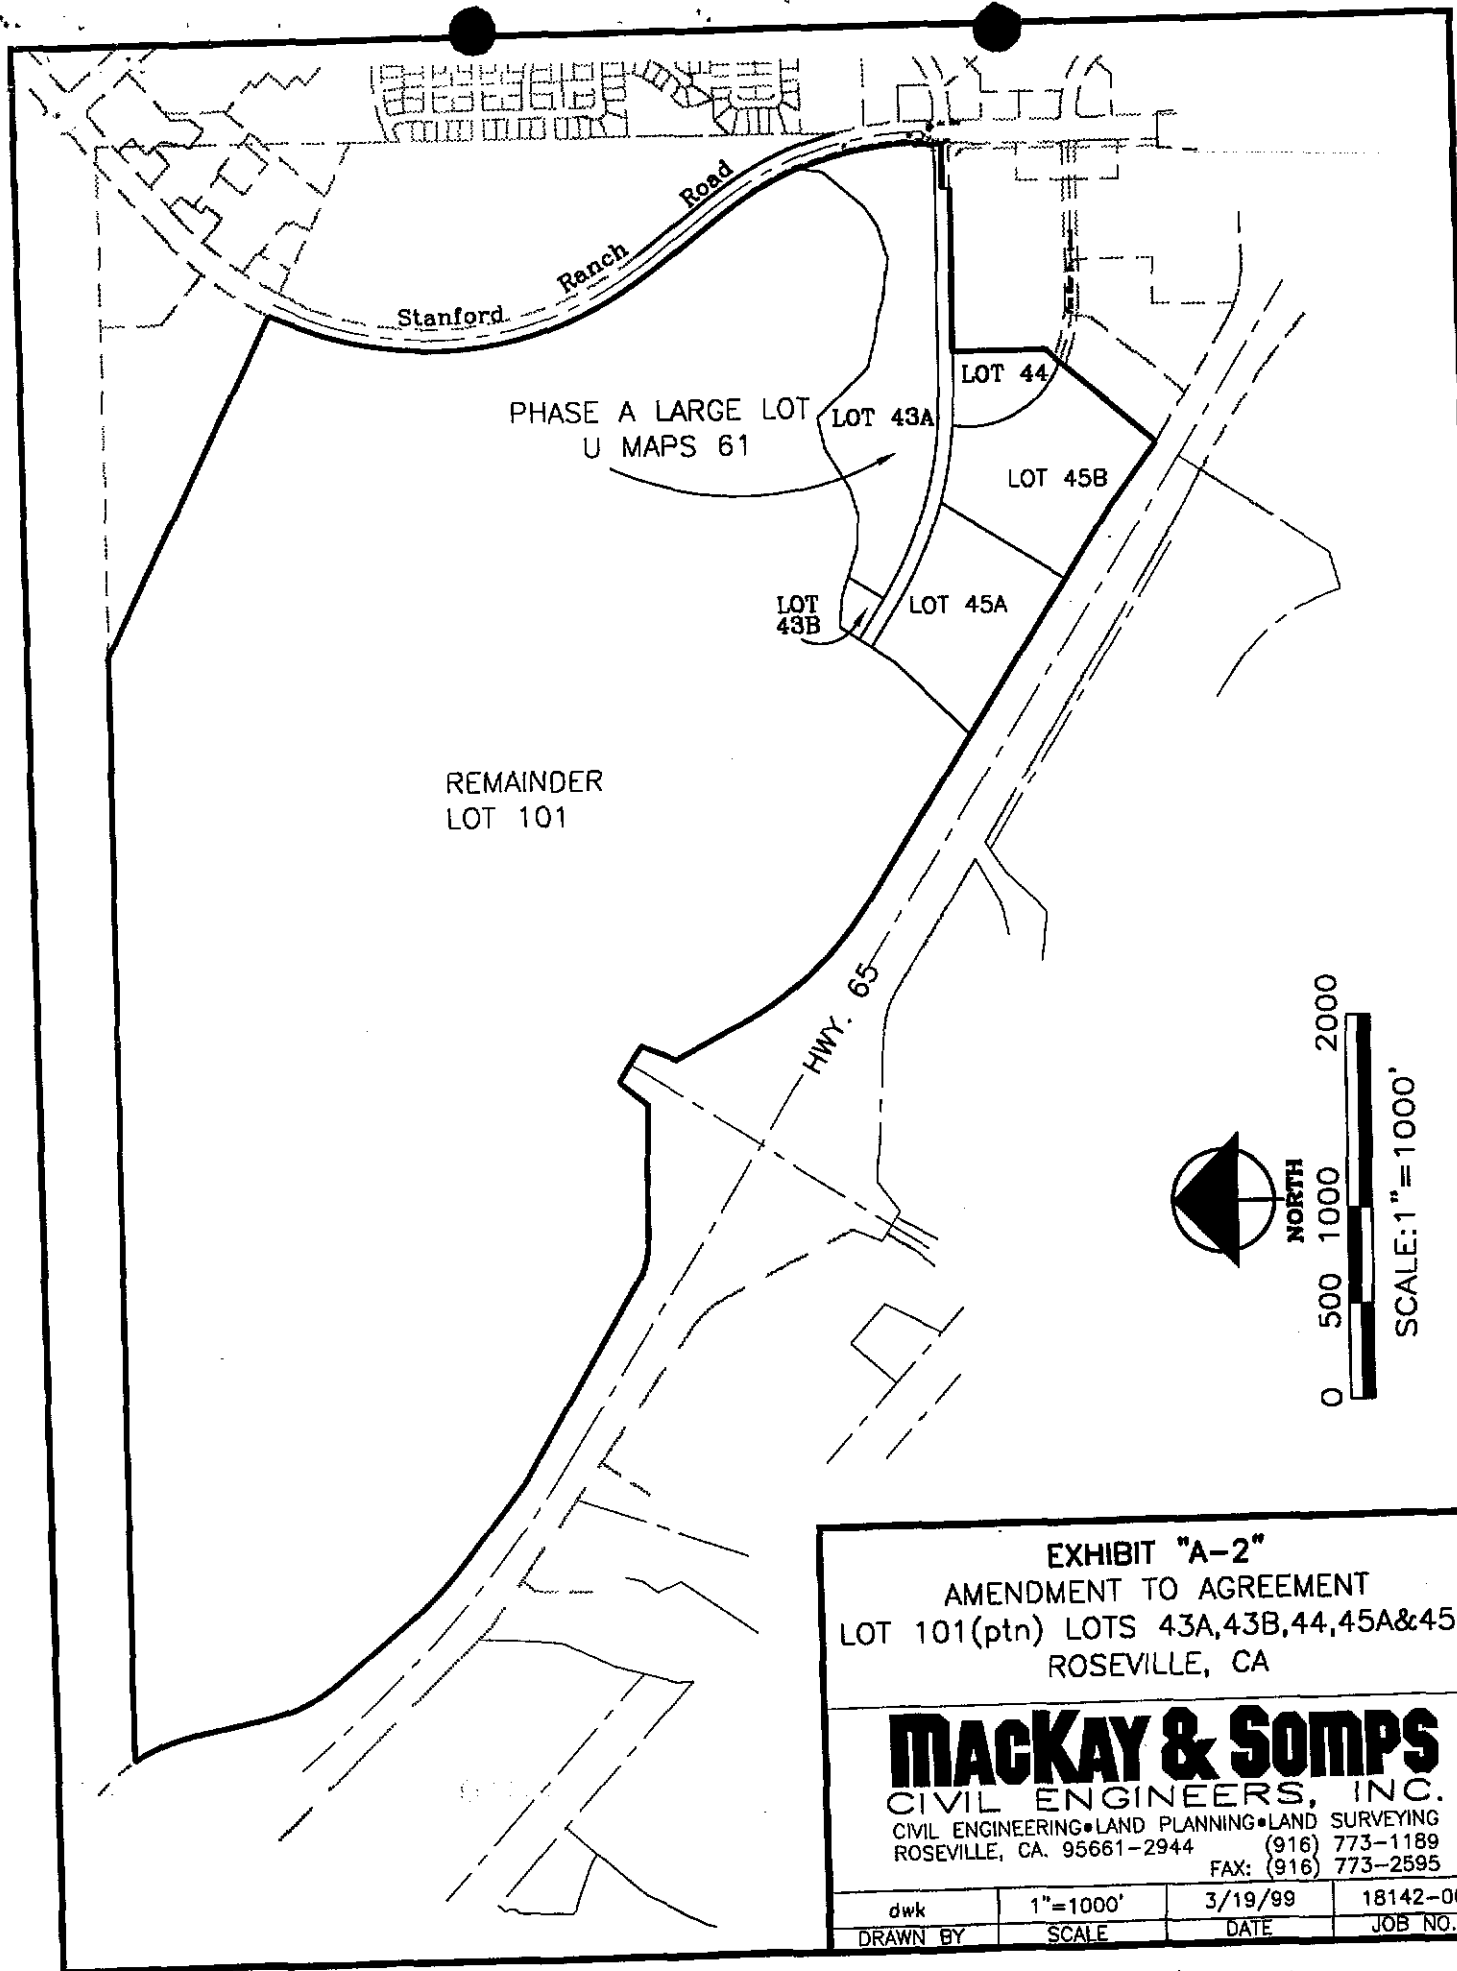 Stanford Ranch Road
PHASE A LARGE LOT
U MAPS 61
LOT 43A
LOT 44
LOT 45B
LOT 45A
LOT
43B
REMAINDER
LOT 101
HWY. 65
NORTH
0 500 1000 2000
SCALE:1"=1000'
EXHIBIT "A-2"
AMENDMENT TO AGREEMENT
LOT 101(ptn) LOTS 43A,43B,44,45A&45
ROSEVILLE, CA
MACKAY & SOMPS
CIVIL ENGINEERS, INC.
CIVIL ENGINEERING•LAND PLANNING•LAND SURVEYING
ROSEVILLE, CA. 95661-2944 (916) 773-1189
FAX: (916) 773-2595
dwk 1"=1000' 3/19/99 18142-00
DRAWN BY SCALE DATE JOB NO.